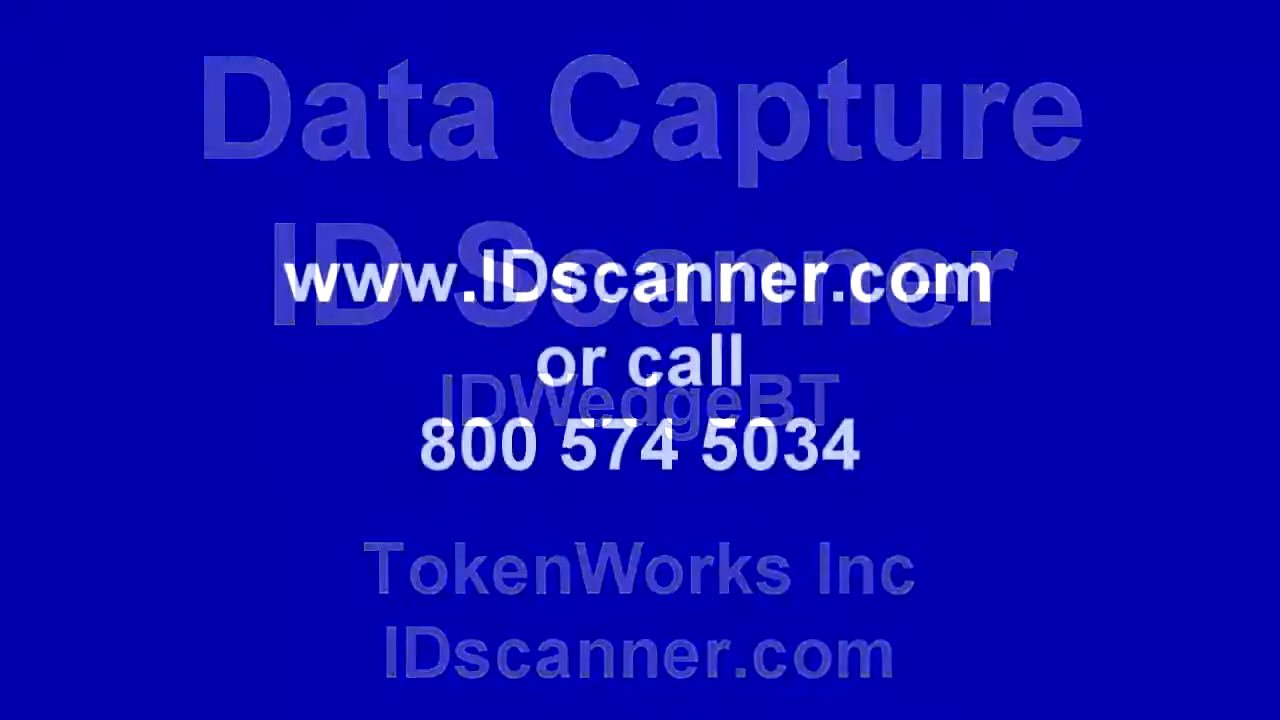 Data Capture
ID Scanner
www.IDscanner.com
or call
IDWedgeBT
800 574 5034
TokenWorks Inc
IDscanner.com